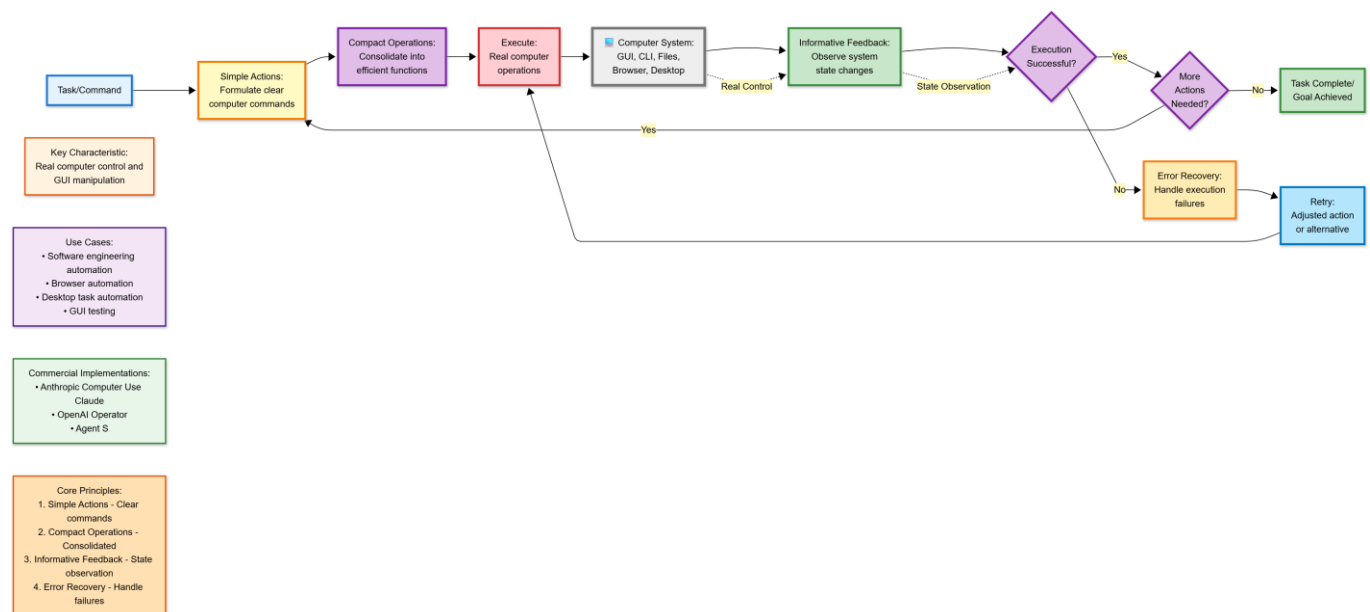 Task/Command
Simple Actions:
Formulate clear
computer commands
Compact Operations:
Consolidate into
efficient functions
Execute:
Real computer
operations
Computer System:
GUI, CLI, Files,
Browser, Desktop
Real Control
Informative Feedback:
Observe system
state changes
State Observation
Execution
Successful?
Yes
More
Actions
Needed?
No
Task Complete/
Goal Achieved
Yes
No
Error Recovery:
Handle execution
failures
Retry:
Adjusted action
or alternative
Key Characteristic:
Real computer control and
GUI manipulation
Use Cases:
• Software engineering
automation
• Browser automation
• Desktop task automation
• GUI testing
Commercial Implementations:
• Anthropic Computer Use
Claude
• OpenAI Operator
• Agent S
Core Principles:
1. Simple Actions - Clear
commands
2. Compact Operations -
Consolidated
3. Informative Feedback - State
observation
4. Error Recovery - Handle
failures